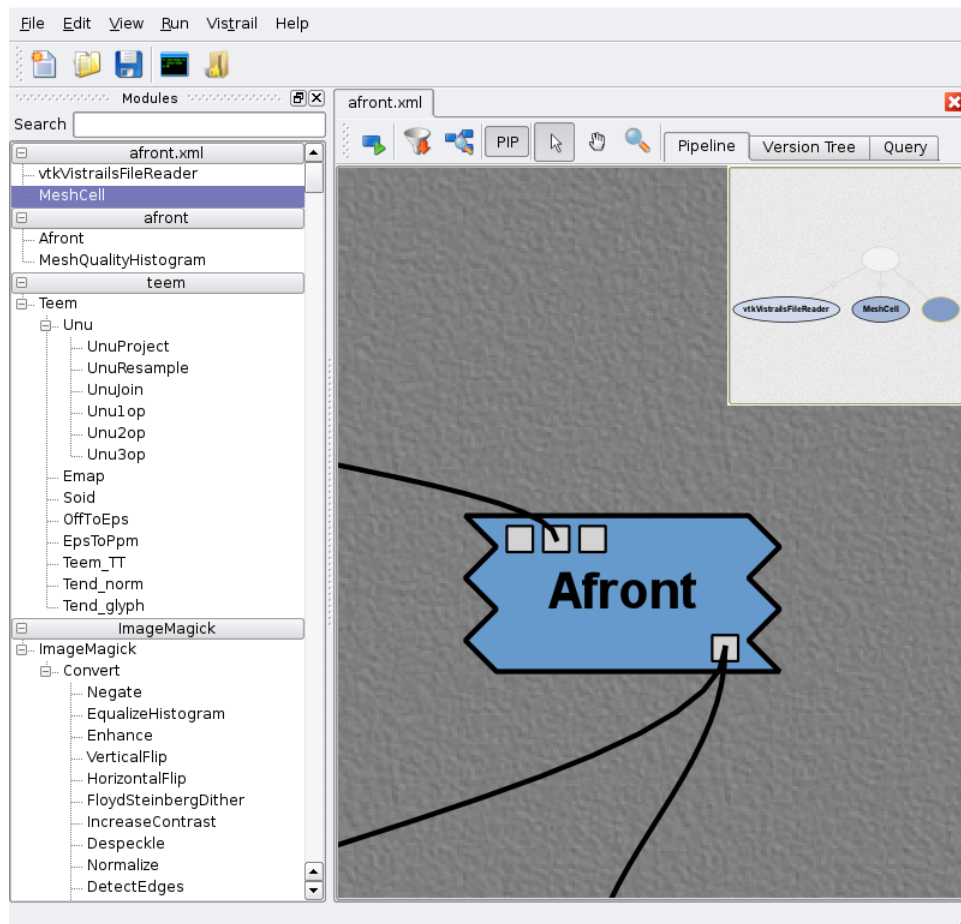 File Edit View Run Vistrail Help
Modules
Search
afront.xml
vtkVistrailsFileReader
MeshCell
afront
Afront
MeshQualityHistogram
teem
Teem
Unu
UnuProject
UnuResample
UnuJoin
Unu1op
Unu2op
Unu3op
Emap
Soid
OffToEps
EpsToPpm
Teem_TT
Tend_norm
Tend_glyph
ImageMagick
ImageMagick
Convert
Negate
EqualizeHistogram
Enhance
VerticalFlip
HorizontalFlip
FloydSteinbergDither
IncreaseContrast
Despeckle
Normalize
DetectEdges
afront.xml
PIP Pipeline Version Tree Query
vtkVistrailsFileReader MeshCell
Afront